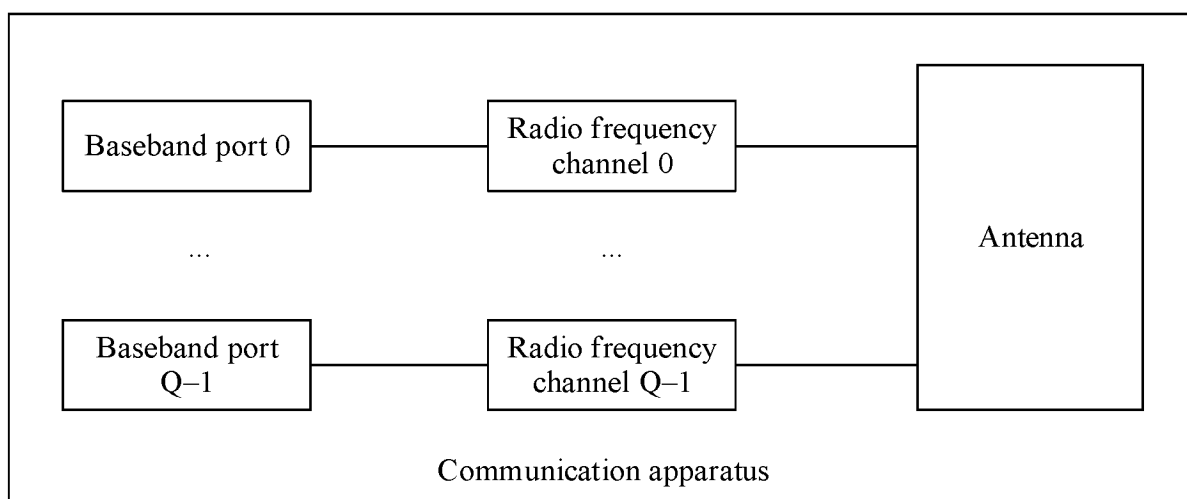 Baseband port 0
Radio frequency
channel 0
Antenna
...
...
Baseband port
Q–1
Radio frequency
channel Q–1
Communication apparatus